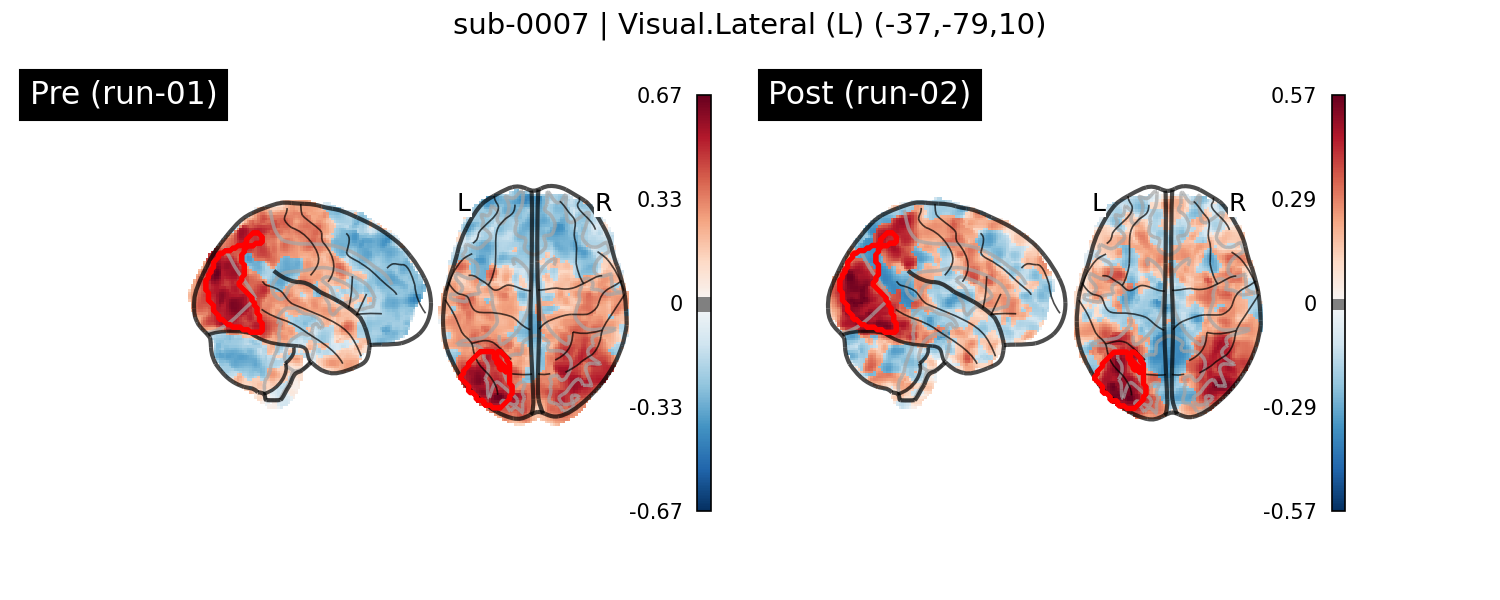 sub-0007 | Visual.Lateral (L) (-37,-79,10)
Pre (run-01)
L
R
0.67
0.33
0
-0.33
-0.67
Post (run-02)
L
R
0.57
0.29
0
-0.29
-0.57